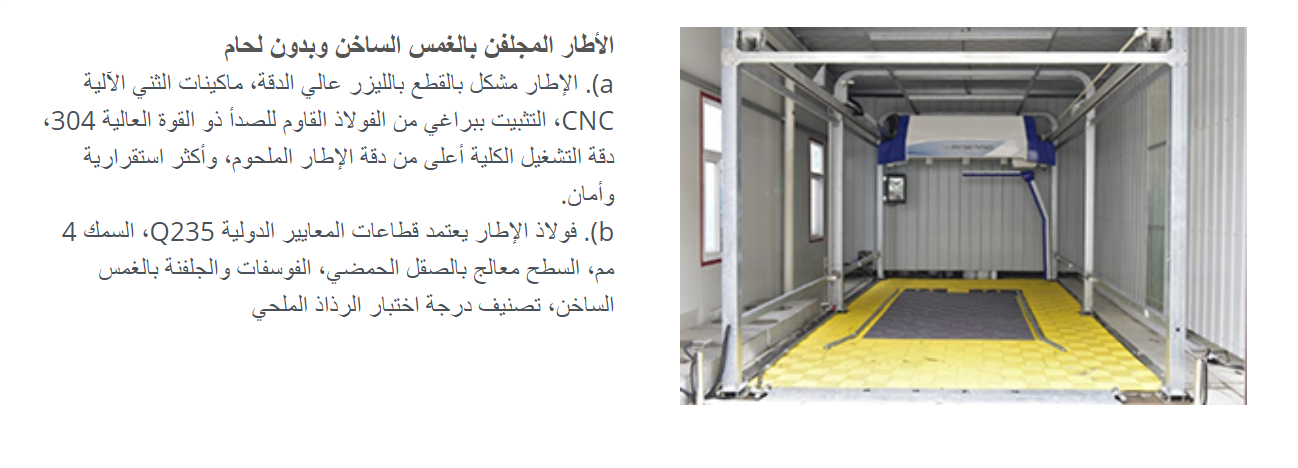 الأطار المجلفن بالغمس الساخن وبدون لحام
a). الإطار مشكل بالقطع بالليزر عالي الدقة، ماكينات الثني الآلية
CNC، التثبيت ببراغي من الفولاذ القاوم للصدأ ذو القوة العالية 304،
دقة التشغيل الكلية أعلى من دقة الإطار الملحوم، وأكثر استقرارية
وأمان.
b). فولاذ الإطار يعتمد قطاعات المعايير الدولية Q235، السمك 4
مم، السطح معالج بالصقل الحمضي، الفوسفات والجلفنة بالغمس
الساخن، تصنيف درجة اختبار الرذاذ الملحي